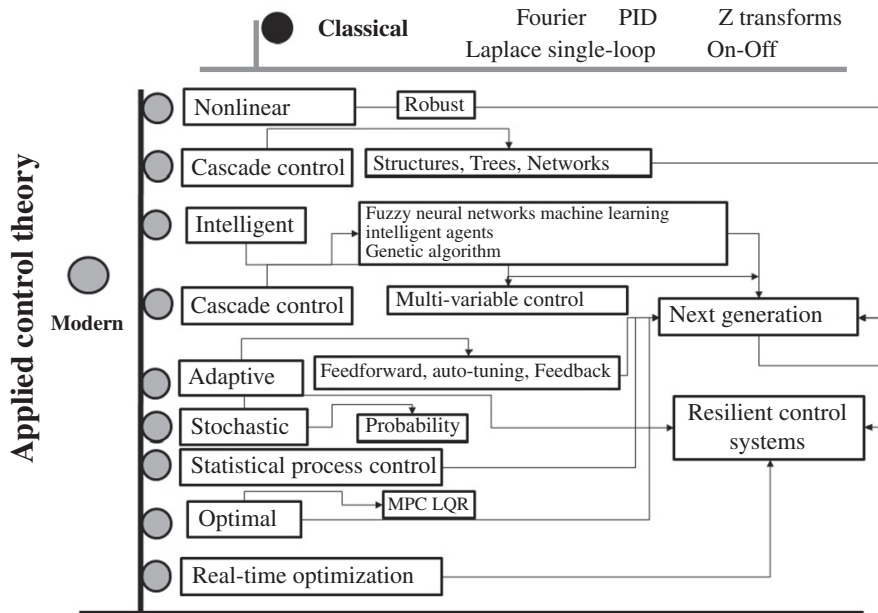 Classical
Fourier PID Z transforms
Laplace single-loop On-Off
Applied control theory
Modern
Nonlinear
Robust
Cascade control
Structures, Trees, Networks
Intelligent
Fuzzy neural networks machine learning
intelligent agents
Genetic algorithm
Cascade control
Multi-variable control
Next generation
Adaptive
Feedforward, auto-tuning, Feedback
Stochastic
Probability
Resilient control
systems
Statistical process control
Optimal
MPC LQR
Real-time optimization